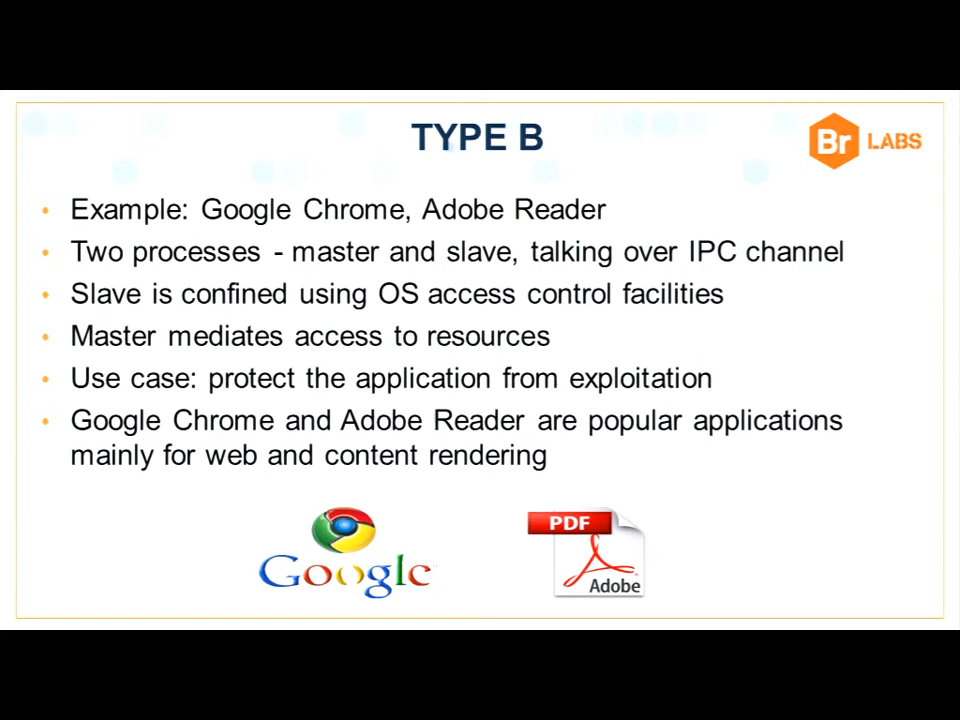 TYPE B
Br LABS
• Example: Google Chrome, Adobe Reader
• Two processes - master and slave, talking over IPC channel
• Slave is confined using OS access control facilities
• Master mediates access to resources
• Use case: protect the application from exploitation
• Google Chrome and Adobe Reader are popular applications
mainly for web and content rendering
Google
PDF
Adobe